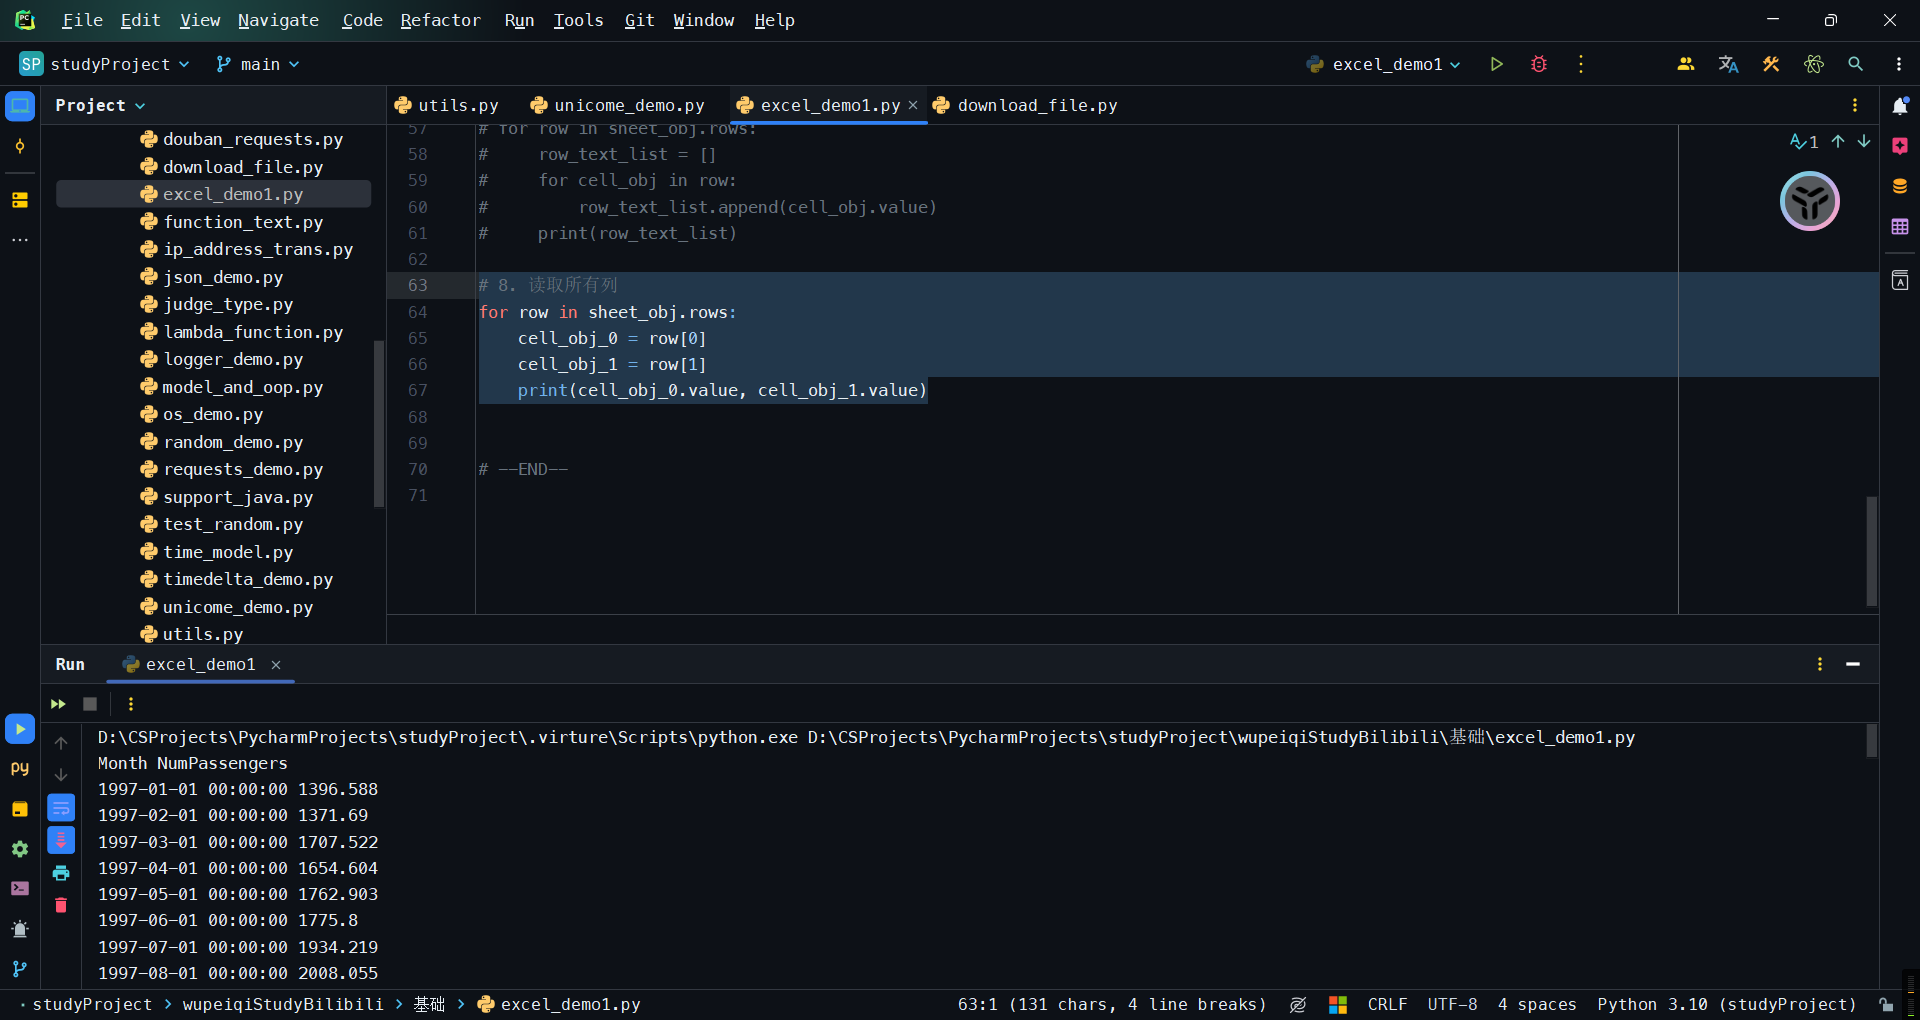 File Edit View Navigate Code Refactor Run Tools Git Window Help
SP studyProject main excel_demo1
Project
utils.py unicome_demo.py excel_demo1.py download_file.py
douban_requests.py
download_file.py
excel_demo1.py
function_text.py
ip_address_trans.py
json_demo.py
judge_type.py
lambda_function.py
logger_demo.py
model_and_oop.py
os_demo.py
random_demo.py
requests_demo.py
support_java.py
test_random.py
time_model.py
timedelta_demo.py
unicome_demo.py
utils.py
57 # for row in sheet_obj.rows:
58 #     row_text_list = []
59 #     for cell_obj in row:
60 #         row_text_list.append(cell_obj.value)
61 #     print(row_text_list)
62
63 # 8. 读取所有列
64 for row in sheet_obj.rows:
65     cell_obj_0 = row[0]
66     cell_obj_1 = row[1]
67     print(cell_obj_0.value, cell_obj_1.value)
68
69
70 # --END--
71
1
Run excel_demo1
D:\CSProjects\PycharmProjects\studyProject\.virture\Scripts\python.exe D:\CSProjects\PycharmProjects\studyProject\wupeiqiStudyBilibili\基础\excel_demo1.py
Month NumPassengers
1997-01-01 00:00:00 1396.588
1997-02-01 00:00:00 1371.69
1997-03-01 00:00:00 1707.522
1997-04-01 00:00:00 1654.604
1997-05-01 00:00:00 1762.903
1997-06-01 00:00:00 1775.8
1997-07-01 00:00:00 1934.219
1997-08-01 00:00:00 2008.055
studyProject > wupeiqiStudyBilibili > 基础 > excel_demo1.py
63:1 (131 chars, 4 line breaks) CRLF UTF-8 4 spaces Python 3.10 (studyProject)